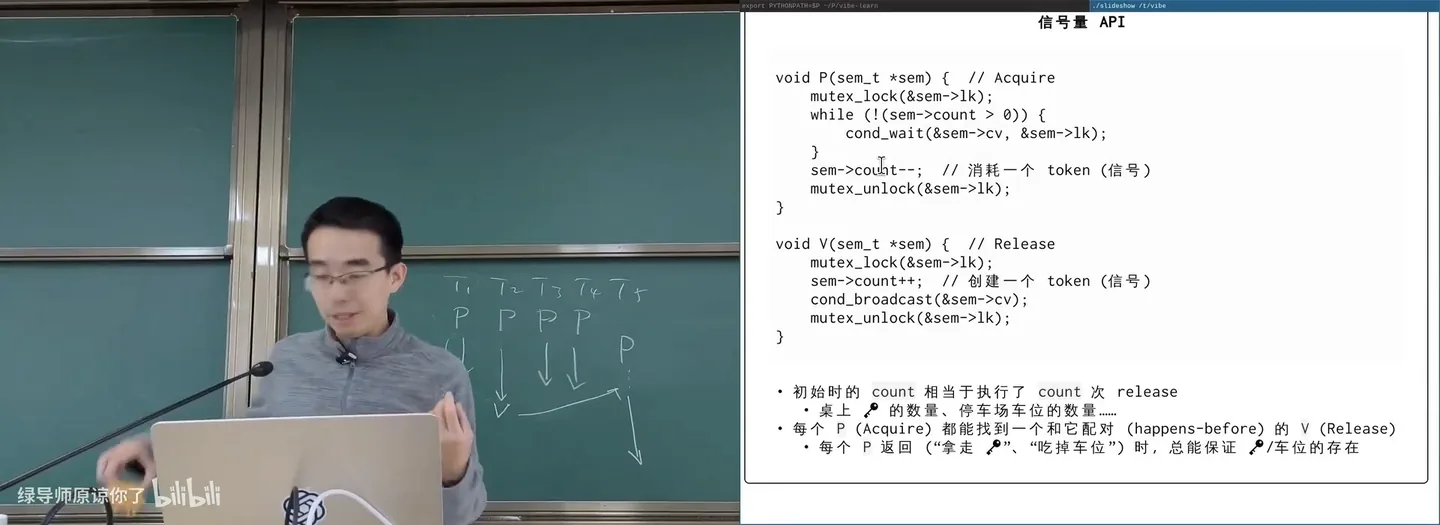 export PYTHONPATH=$P ~/P/vibe-learn
./slideshow /t/vibe
信号量 API
void P(sem_t *sem) {  // Acquire
    mutex_lock(&sem->lk);
    while (!(sem->count > 0)) {
        cond_wait(&sem->cv, &sem->lk);
    }
    sem->count--;  // 消耗一个 token (信号)
    mutex_unlock(&sem->lk);
}
void V(sem_t *sem) {  // Release
    mutex_lock(&sem->lk);
    sem->count++;  // 创建一个 token (信号)
    cond_broadcast(&sem->cv);
    mutex_unlock(&sem->lk);
}
• 初始时的 count 相当于执行了 count 次 release
• 桌上 🔑 的数量、停车场车位的数量……
• 每个 P (Acquire) 都能找到一个和它配对 (happens-before) 的 V (Release)
• 每个 P 返回 (“拿走 🔑”、“吃掉车位”) 时, 总能保证 🔑/车位的存在
T1 T2 T3 T4 T5
P P P P
P
V
绿导师原谅你了 bilibili